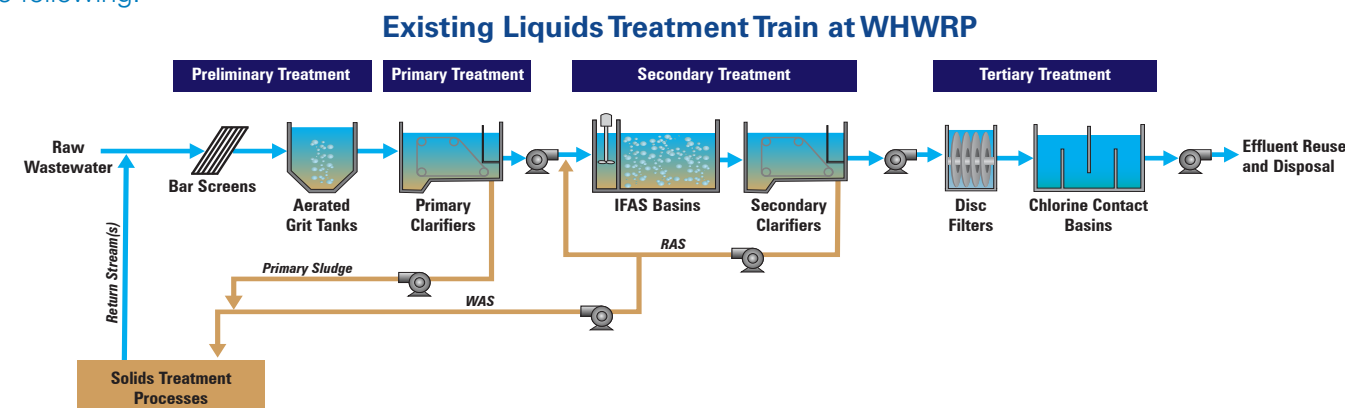 following:
Existing Liquids Treatment Train at WHWRP
Preliminary Treatment
Primary Treatment
Secondary Treatment
Tertiary Treatment
Raw
Wastewater
Bar Screens
Aerated
Grit Tanks
Primary
Clarifiers
IFAS Basins
Secondary
Clarifiers
Disc
Filters
Chlorine Contact
Basins
Effluent Reuse
and Disposal
Return Stream(s)
Primary Sludge
RAS
WAS
Solids Treatment
Processes